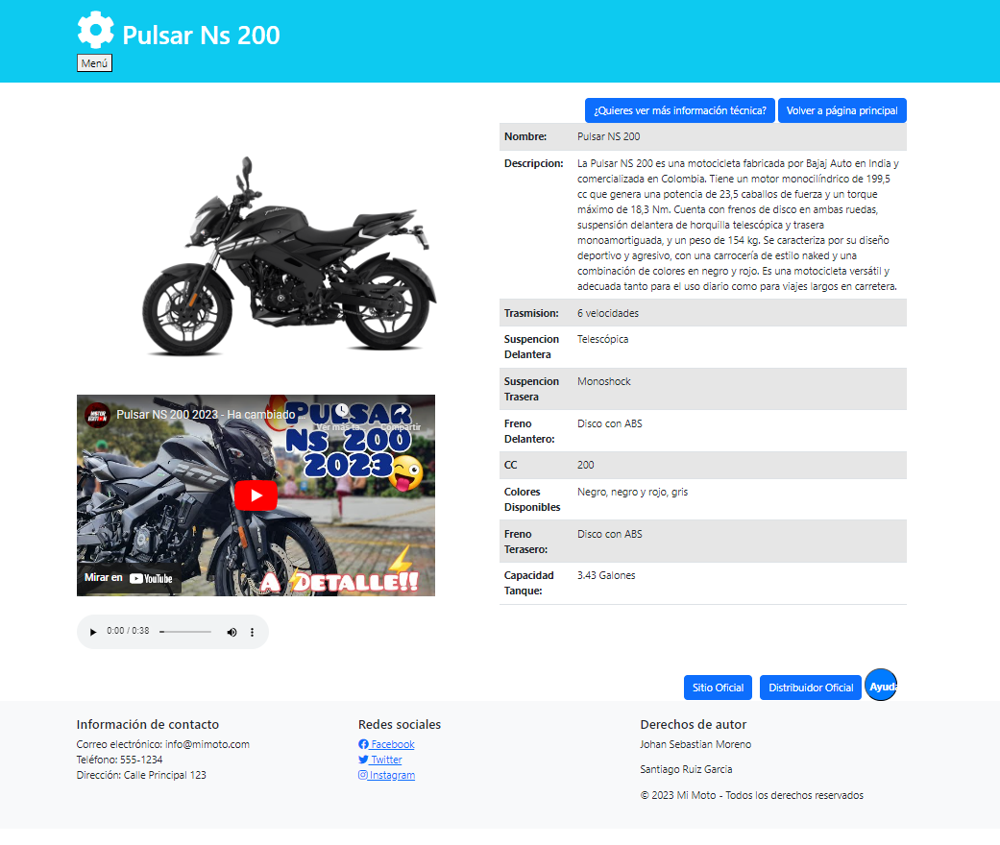 Pulsar Ns 200
Menú
¿Quieres ver más información técnica? Volver a página principal
Nombre: Pulsar NS 200
Descripcion: La Pulsar NS 200 es una motocicleta fabricada por Bajaj Auto en India y
comercializada en Colombia. Tiene un motor monocilíndrico de 199,5
cc que genera una potencia de 23,5 caballos de fuerza y un torque
máximo de 18,3 Nm. Cuenta con frenos de disco en ambas ruedas,
suspensión delantera de horquilla telescópica y trasera
monoamortiguada, y un peso de 154 kg. Se caracteriza por su diseño
deportivo y agresivo, con una carrocería de estilo naked y una
combinación de colores en negro y rojo. Es una motocicleta versátil y
adecuada tanto para el uso diario como para viajes largos en carretera.
Trasmision: 6 velocidades
Suspencion Telescópica
Delantera
Suspencion Monoshock
Trasera
Freno Disco con ABS
Delantero:
CC 200
Colores Negro, negro y rojo, gris
Disponibles
Freno Disco con ABS
Terasero:
Capacidad 3.43 Galones
Tanque:
MOTOR
EDITION
Pulsar NS 200 2023 - Ha cambiado ...
Ver más ta... Compartir
PULSAR
Ns 200
2023
Mirar en YouTube
A DETALLE!!
0:00 / 0:38
Sitio Oficial Distribuidor Oficial Ayuda
Información de contacto
Correo electrónico: info@mimoto.com
Teléfono: 555-1234
Dirección: Calle Principal 123
Redes sociales
Facebook
Twitter
Instagram
Derechos de autor
Johan Sebastian Moreno
Santiago Ruiz Garcia
© 2023 Mi Moto - Todos los derechos reservados